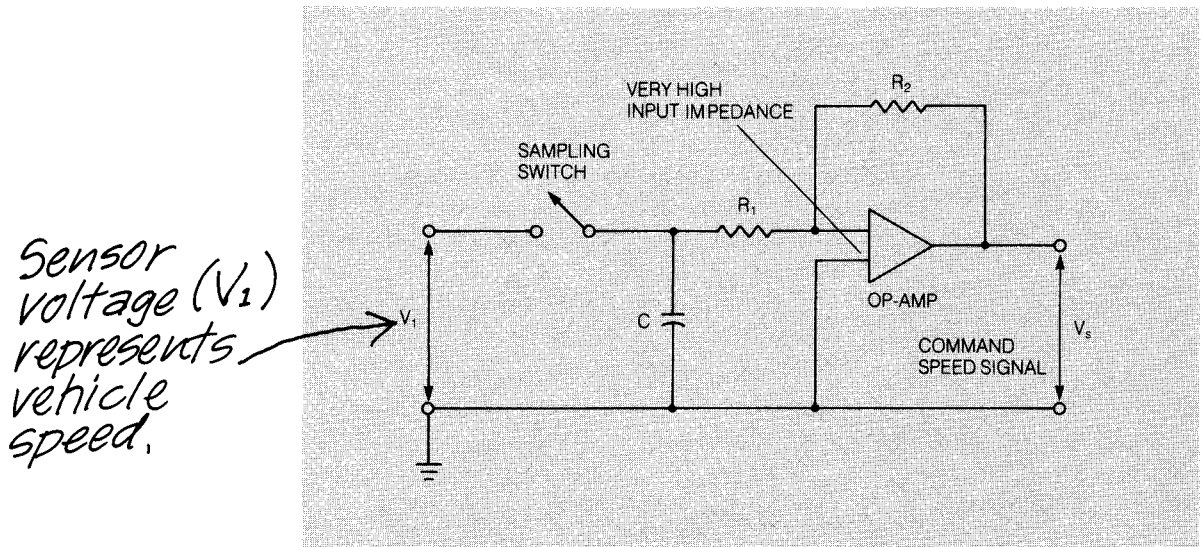 Sensor
voltage (V₁)
represents
vehicle
speed.
V₁
SAMPLING
SWITCH
VERY HIGH
INPUT IMPEDANCE
R₂
R₁
C
OP-AMP
COMMAND
SPEED SIGNAL
Vₛ